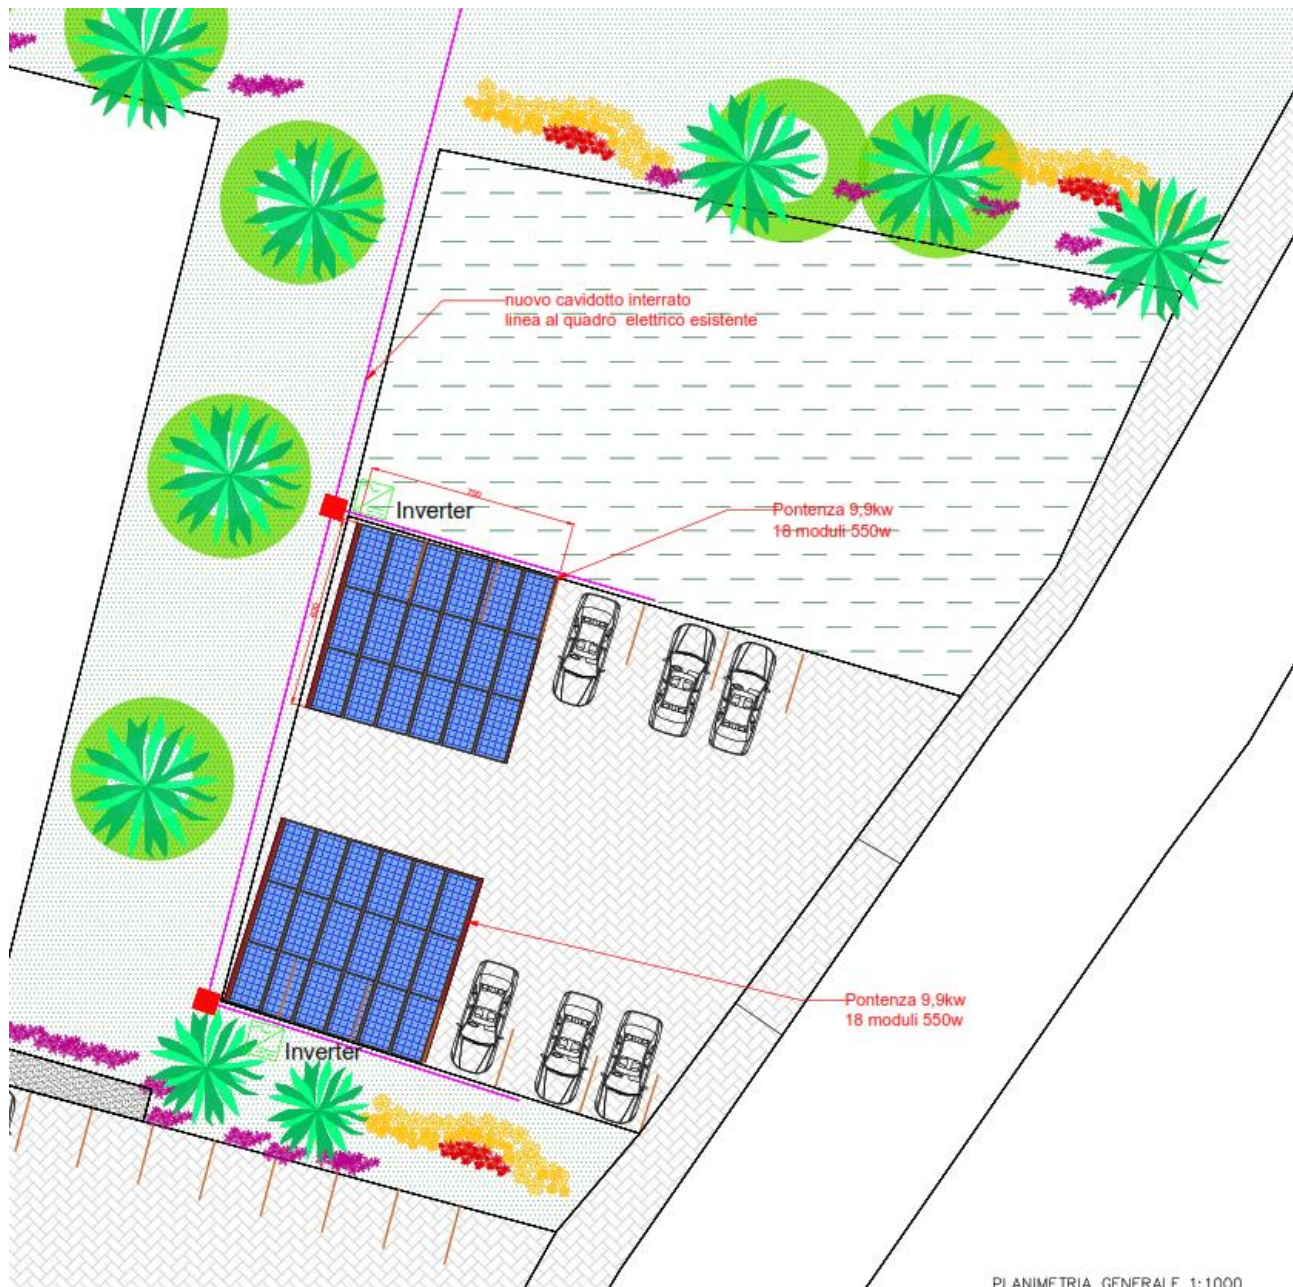 nuovo cavidotto interrato
linea al quadro elettrico esistente
700
Inverter
Pontenza 9,9kw
18 moduli 550w
Pontenza 9,9kw
18 moduli 550w
Inverter
PLANIMETRIA GENERALE 1:1000